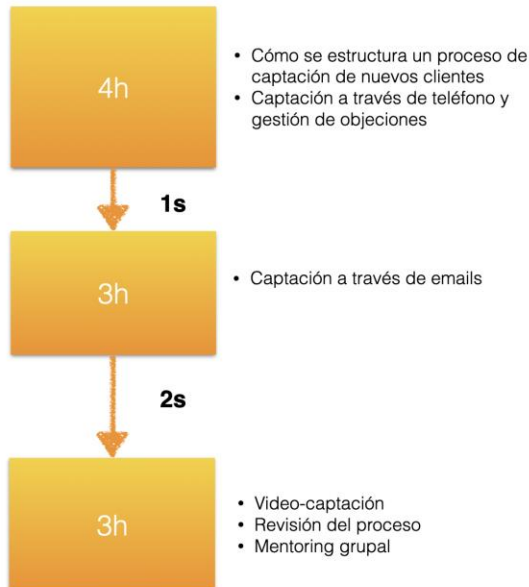 4h
• Cómo se estructura un proceso de
captación de nuevos clientes
• Captación a través de teléfono y
gestión de objeciones
1s
3h
• Captación a través de emails
2s
3h
• Video-captación
• Revisión del proceso
• Mentoring grupal